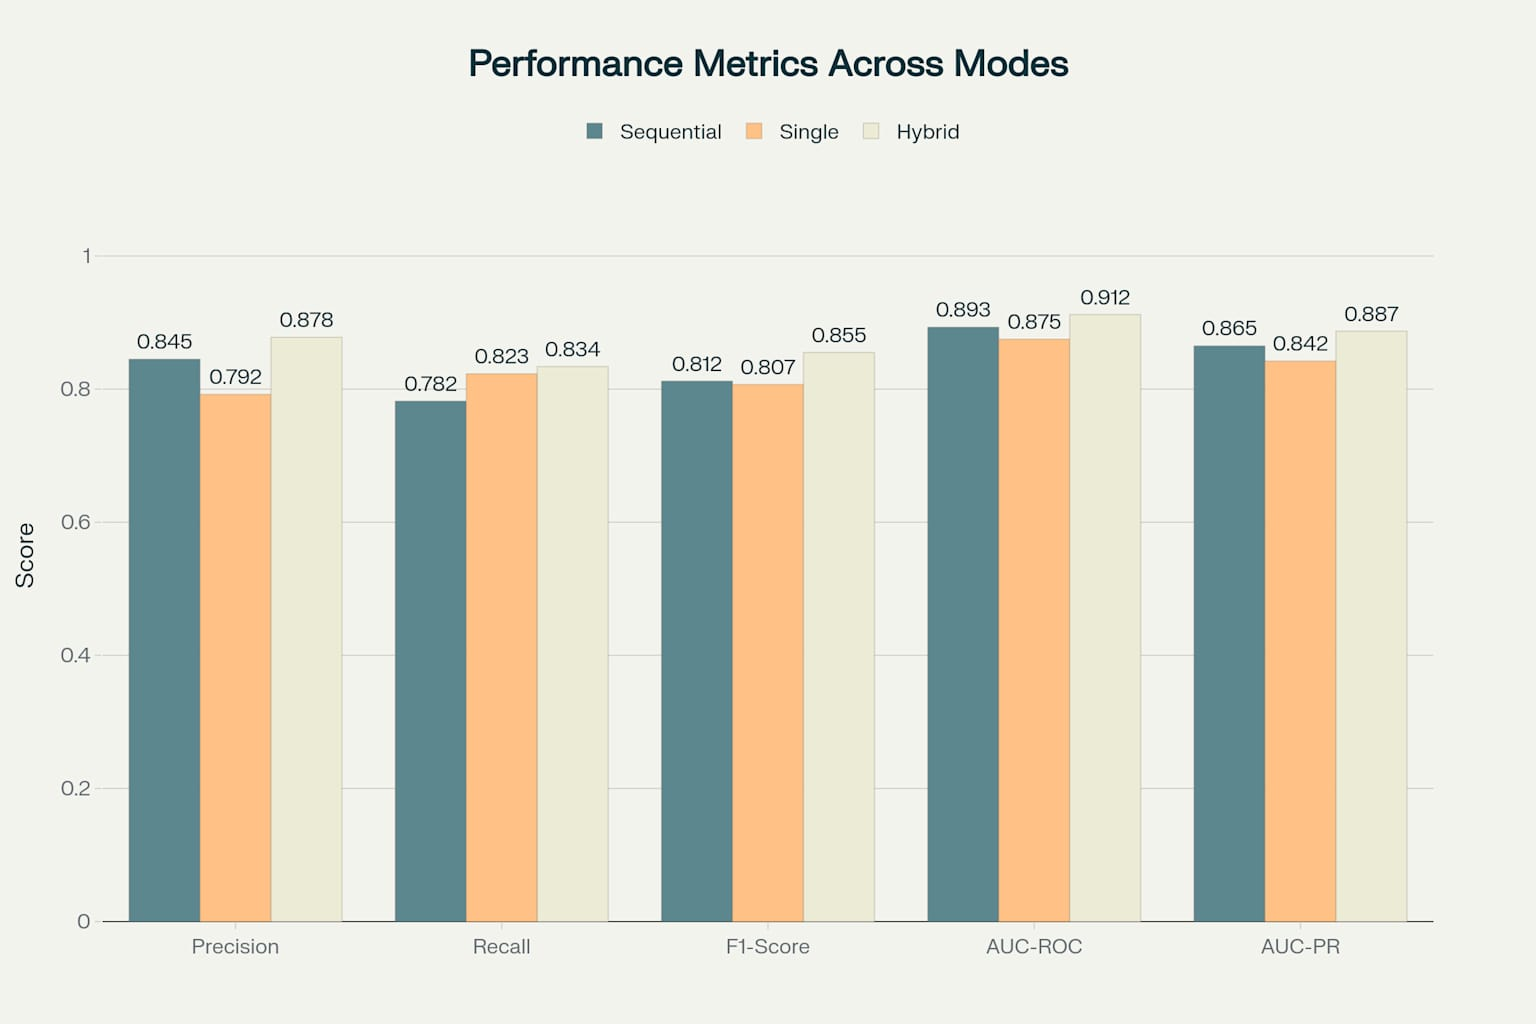 Performance Metrics Across Modes
Sequential Single Hybrid
Score
1
0.8
0.6
0.4
0.2
0
0.845 0.792 0.878
0.782 0.823 0.834
0.812 0.807 0.855
0.893 0.875 0.912
0.865 0.842 0.887
Precision Recall F1-Score AUC-ROC AUC-PR